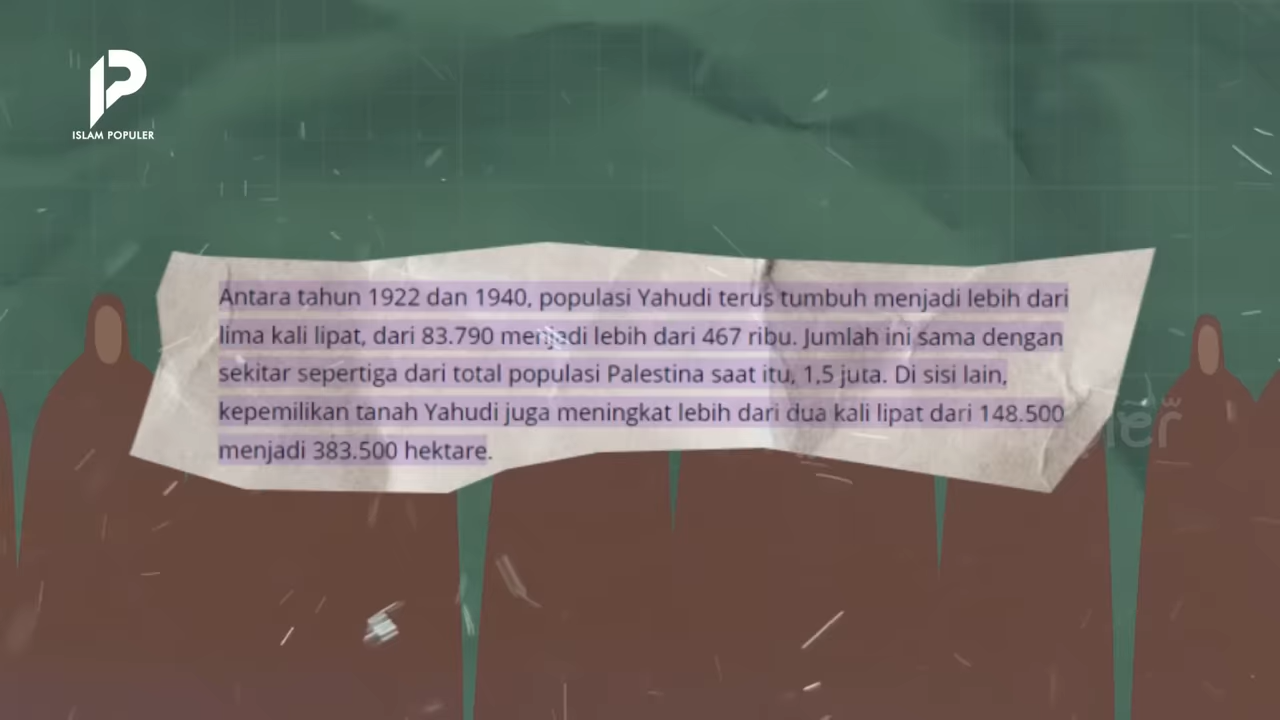 ISLAM POPULER
Antara tahun 1922 dan 1940, populasi Yahudi terus tumbuh menjadi lebih dari
lima kali lipat, dari 83.790 menjadi lebih dari 467 ribu. Jumlah ini sama dengan
sekitar sepertiga dari total populasi Palestina saat itu, 1,5 juta. Di sisi lain,
kepemilikan tanah Yahudi juga meningkat lebih dari dua kali lipat dari 148.500
menjadi 383.500 hektare.